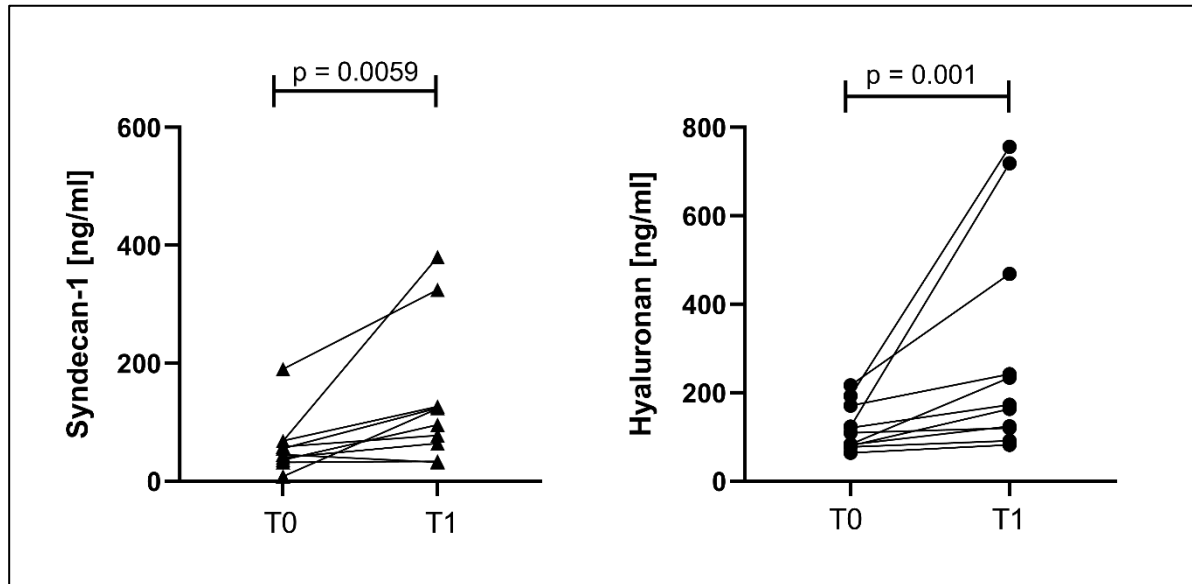 p = 0.0059
600
400
200
0
Syndecan-1 [ng/ml]
T0
T1
p = 0.001
800
600
400
200
0
Hyaluronan [ng/ml]
T0
T1